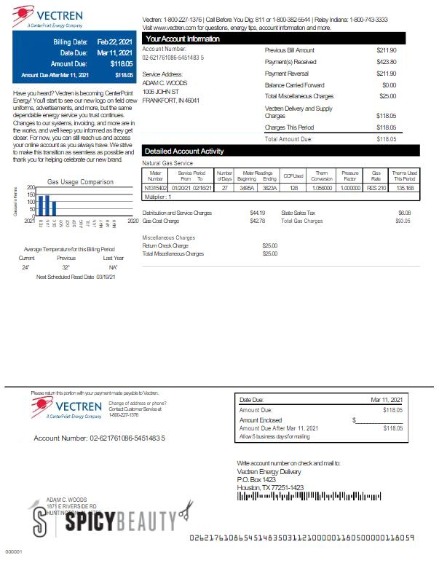 VECTREN
A CenterPoint Energy Company
Vectren: 1-800-227-1376 | Call Before You Dig: 811 or 1-800-382-5544 | Relay Indiana: 1-800-743-3333
Visit www.vectren.com for questions, energy tips, account information and more.
Billing Date: Feb 22, 2021
Date Due: Mar 11, 2021
Amount Due: $118.05
Amount Due After Mar 11, 2021 $118.05
Have you heard? Vectren is becoming CenterPoint
Energy! You'll start to see our new logo on field crew
uniforms, advertisements, and more, but the same
dependable energy service you trust continues.
Changes to our systems, invoicing, and more are in
the works, and we'll keep you informed as they get
closer. For now, you can still reach us and access
your online account as you always have. We strive
to make this transition as seamless as possible and
thank you for helping celebrate our new brand.
Your Account Information
Account Number:
02-621761086-5451483 5
Service Address:
ADAM C. WOODS
1005 JOHN ST
FRANKFORT, IN 46041
Previous Bill Amount $211.90
Payment(s) Received $423.80
Payment Reversal $211.90
Balance Carried Forward $0.00
Total Miscellaneous Charges $25.00
Vectren Delivery and Supply
Charges $118.05
Charges This Period $118.05
Total Amount Due $118.05
Detailed Account Activity
Natural Gas Service
Meter Number
Service Period From To
Number of Days
Meter Readings Beginning Ending
CCF Used
Therm Conversion
Pressure Factor
Gas Rate
Therms Used This Period
01/20/21 02/16/21 27 128 1.056000 1.000000 RES 210 135.168
Multiplier: 1
Distribution and Service Charges $44.19
Gas Cost Charge $42.78
State Sales Tax $6.08
Total Gas Charges
Miscellaneous Charges
Return Check Charge $25.00
Total Miscellaneous Charges $25.00
Gas Usage Comparison
200
150
100
50
0
2021
2020
Average Temperature for this Billing Period
Current Previous Last Year
24° 32° NA°
Next Scheduled Read Date 03/19/21
Please return this portion with your payment made payable to Vectren.
VECTREN
A CenterPoint Energy Company
Change of address or phone?
Contact Customer Service at
1-800-227-1376
Account Number: 02-621761086-5451483 5
Date Due: Mar 11, 2021
Amount Due: $118.05
Amount Enclosed $
Amount Due After Mar 11, 2021 $118.05
Allow 5 business days for mailing
Write account number on check and mail to:
Vectren Energy Delivery
P.O. Box 1423
Houston, TX 77251-1423
ADAM C. WOODS
1975 E RIVERSIDE RD
SPICYBEAUTY